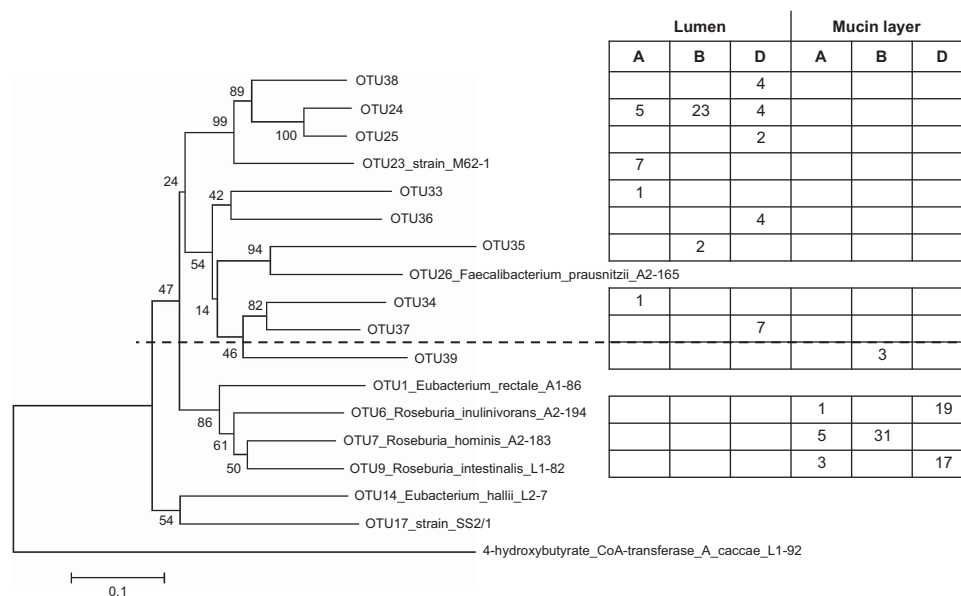 Lumen Mucin layer
A B D A B D
OTU38 4
89
OTU24 5 23 4
100
OTU25 2
99
OTU23_strain_M62-1 7
24
OTU33 1
42
OTU36 4
54
OTU35 2
94
OTU26_Faecalibacterium_prausnitzii_A2-165
47
14
OTU34 1
82
OTU37 7
46
OTU39 3
OTU1_Eubacterium_rectale_A1-86
86
OTU6_Roseburia_inulinivorans_A2-194 1 19
61
OTU7_Roseburia_hominis_A2-183 5 31
50
OTU9_Roseburia_intestinalis_L1-82 3 17
OTU14_Eubacterium_hallii_L2-7
54
OTU17_strain_SS2/1
4-hydroxybutyrate_CoA-transferase_A_caccae_L1-92
0.1